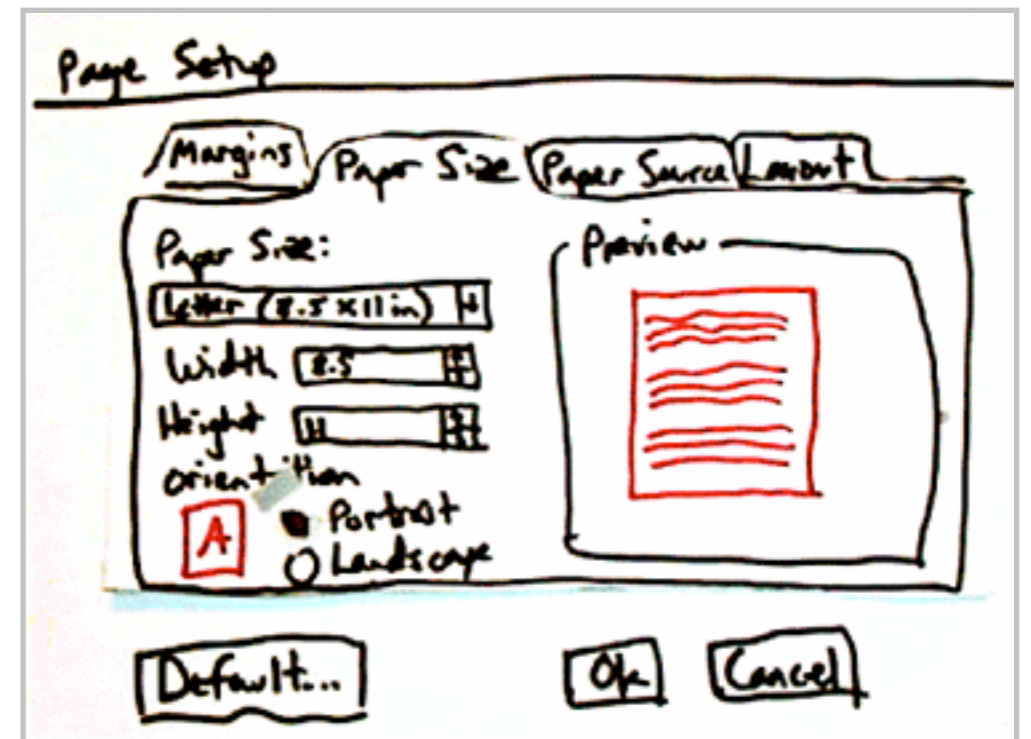 Page Setup
Margins Paper Size Paper Source Layout
Paper Size:
Letter (8.5 x 11 in)
Width 8.5
Height 11
orientation
A
Portrait
Landscape
Preview
Default... Ok Cancel